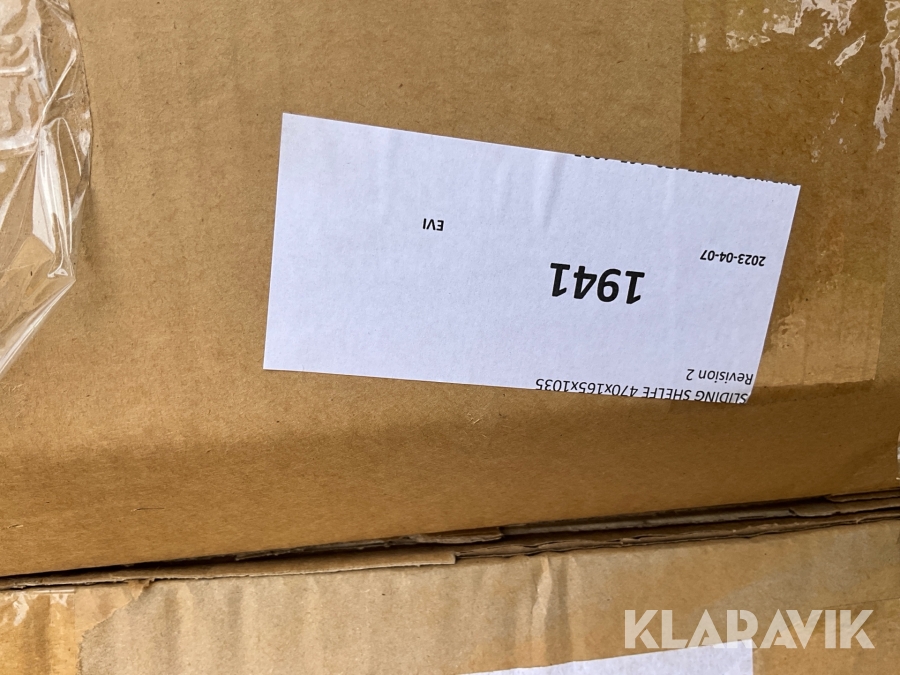 SLIDING SHELFE 470x165x1035
Revision 2
1941
2023-04-07
EVI
KLARAVIK